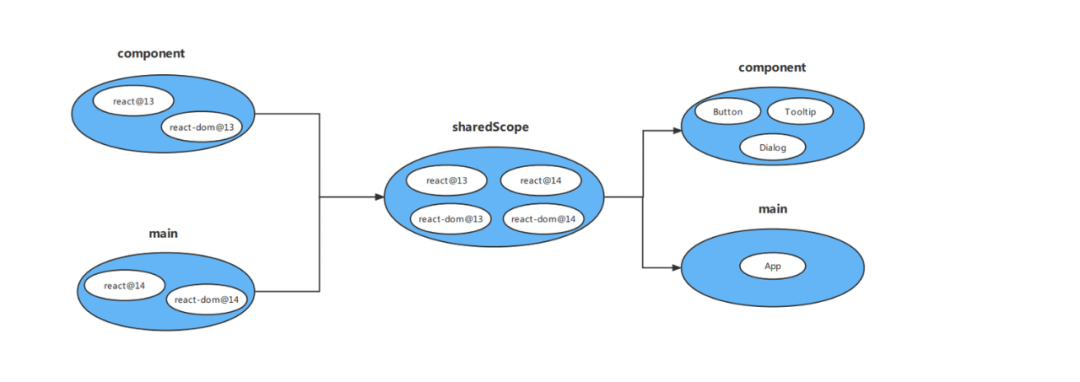 component
react@13
react-dom@13
main
react@14
react-dom@14
sharedScope
react@13
react@14
react-dom@13
react-dom@14
component
Button
Tooltip
Dialog
main
App